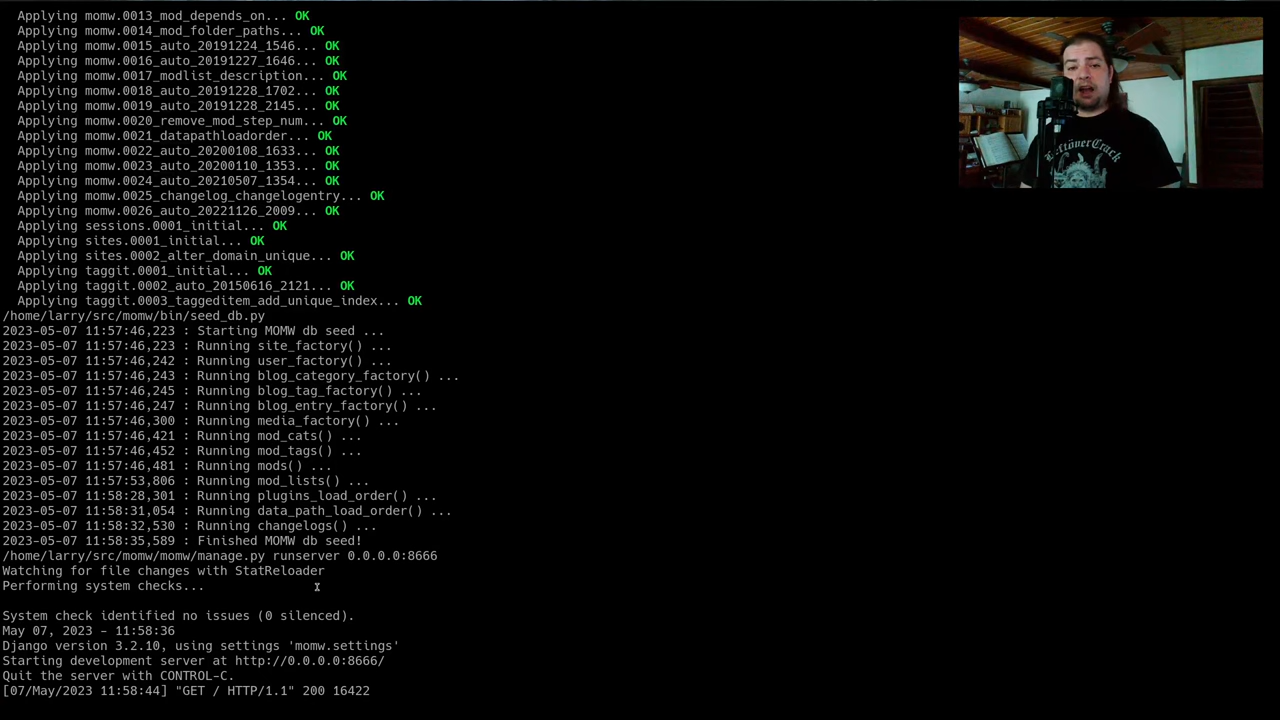 Applying momw.0013_mod_depends_on... OK
Applying momw.0014_mod_folder_paths... OK
Applying momw.0015_auto_20191224_1546... OK
Applying momw.0016_auto_20191227_1646... OK
Applying momw.0017_modlist_description... OK
Applying momw.0018_auto_20191228_1702... OK
Applying momw.0019_auto_20191228_2145... OK
Applying momw.0020_remove_mod_step_num... OK
Applying momw.0021_datapathloadorder... OK
Applying momw.0022_auto_20200108_1633... OK
Applying momw.0023_auto_20200110_1353... OK
Applying momw.0024_auto_20210507_1354... OK
Applying momw.0025_changelog_changelogentry... OK
Applying momw.0026_auto_20221126_2009... OK
Applying sessions.0001_initial... OK
Applying sites.0001_initial... OK
Applying sites.0002_alter_domain_unique... OK
Applying taggit.0001_initial... OK
Applying taggit.0002_auto_20150616_2121... OK
Applying taggit.0003_taggeditem_add_unique_index... OK
/home/larry/src/momw/bin/seed_db.py
2023-05-07 11:57:46,223 : Starting MOMW db seed ...
2023-05-07 11:57:46,223 : Running site_factory() ...
2023-05-07 11:57:46,242 : Running user_factory() ...
2023-05-07 11:57:46,243 : Running blog_category_factory() ...
2023-05-07 11:57:46,245 : Running blog_tag_factory() ...
2023-05-07 11:57:46,247 : Running blog_entry_factory() ...
2023-05-07 11:57:46,300 : Running media_factory() ...
2023-05-07 11:57:46,421 : Running mod_cats() ...
2023-05-07 11:57:46,452 : Running mod_tags() ...
2023-05-07 11:57:46,481 : Running mods() ...
2023-05-07 11:57:53,806 : Running mod_lists() ...
2023-05-07 11:58:28,301 : Running plugins_load_order() ...
2023-05-07 11:58:31,054 : Running data_path_load_order() ...
2023-05-07 11:58:32,530 : Running changelogs() ...
2023-05-07 11:58:35,589 : Finished MOMW db seed!
/home/larry/src/momw/momw/manage.py runserver 0.0.0.0:8666
Watching for file changes with StatReloader
Performing system checks...
System check identified no issues (0 silenced).
May 07, 2023 - 11:58:36
Django version 3.2.10, using settings 'momw.settings'
Starting development server at http://0.0.0.0:8666/
Quit the server with CONTROL-C.
[07/May/2023 11:58:44] "GET / HTTP/1.1" 200 16422
LeftöverCrack